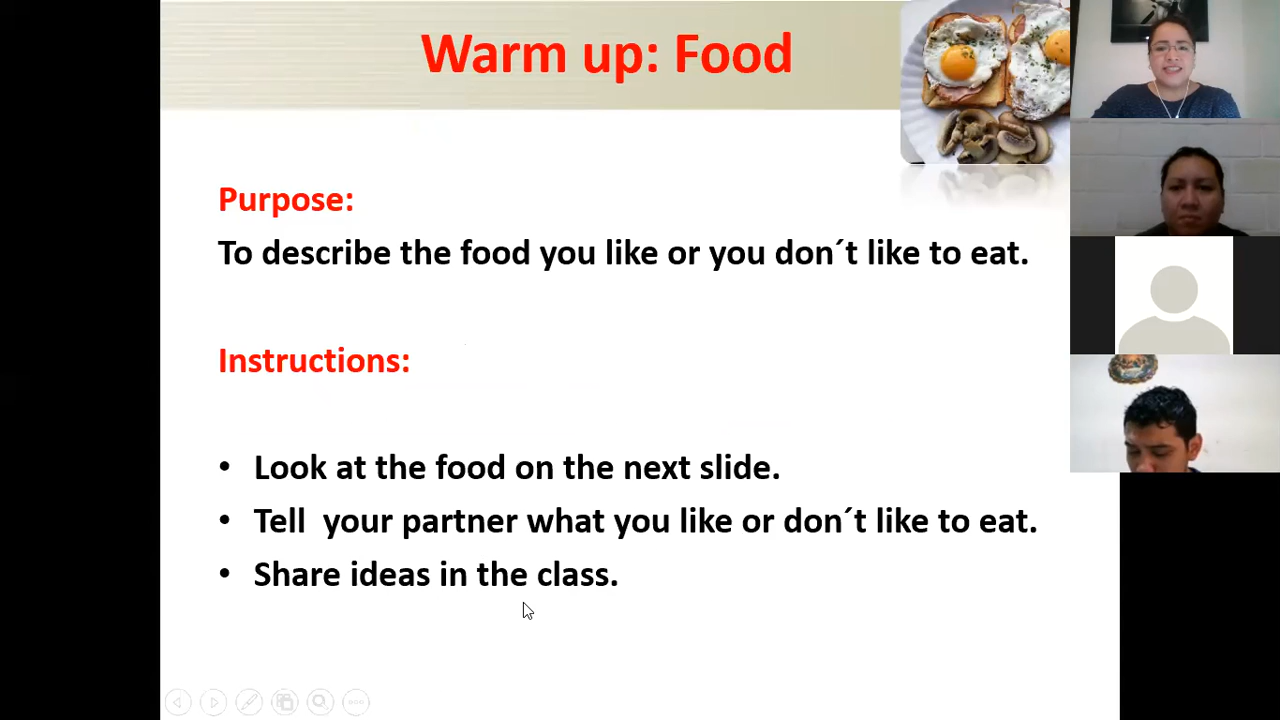 Warm up: Food
Purpose:
To describe the food you like or you don´t like to eat.
Instructions:
• Look at the food on the next slide.
• Tell  your partner what you like or don´t like to eat.
• Share ideas in the class.